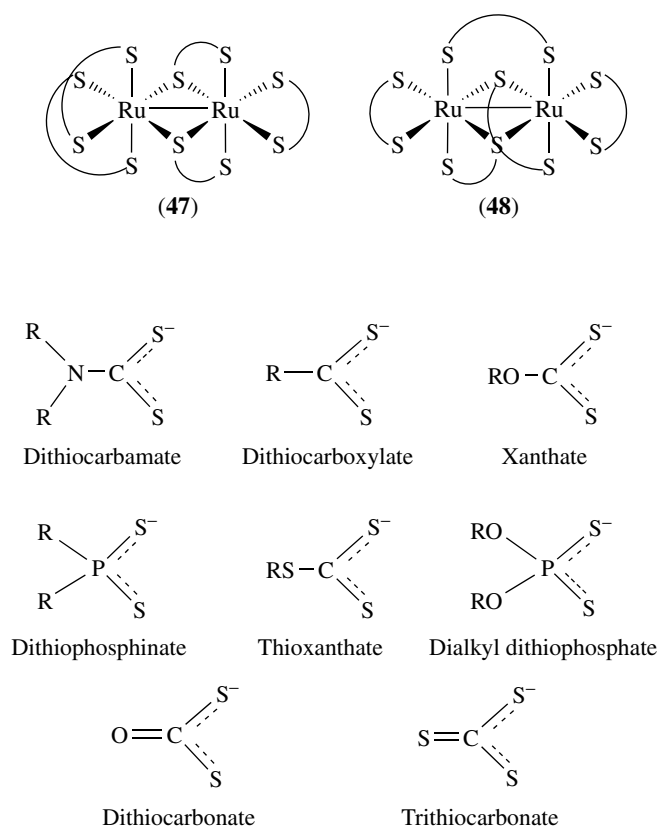 S S S S S S
S S Ru Ru S S Ru Ru S
S S S S S S S S
S S S S
(47) (48)
R S⁻ S⁻ S⁻
N C R C RO C
R S S S
Dithiocarbamate Dithiocarboxylate Xanthate
R S⁻ S⁻ RO S⁻
P RS C P
R S S RO S
Dithiophosphinate Thioxanthate Dialkyl dithiophosphate
S⁻ S⁻
O C S C
S S
Dithiocarbonate Trithiocarbonate